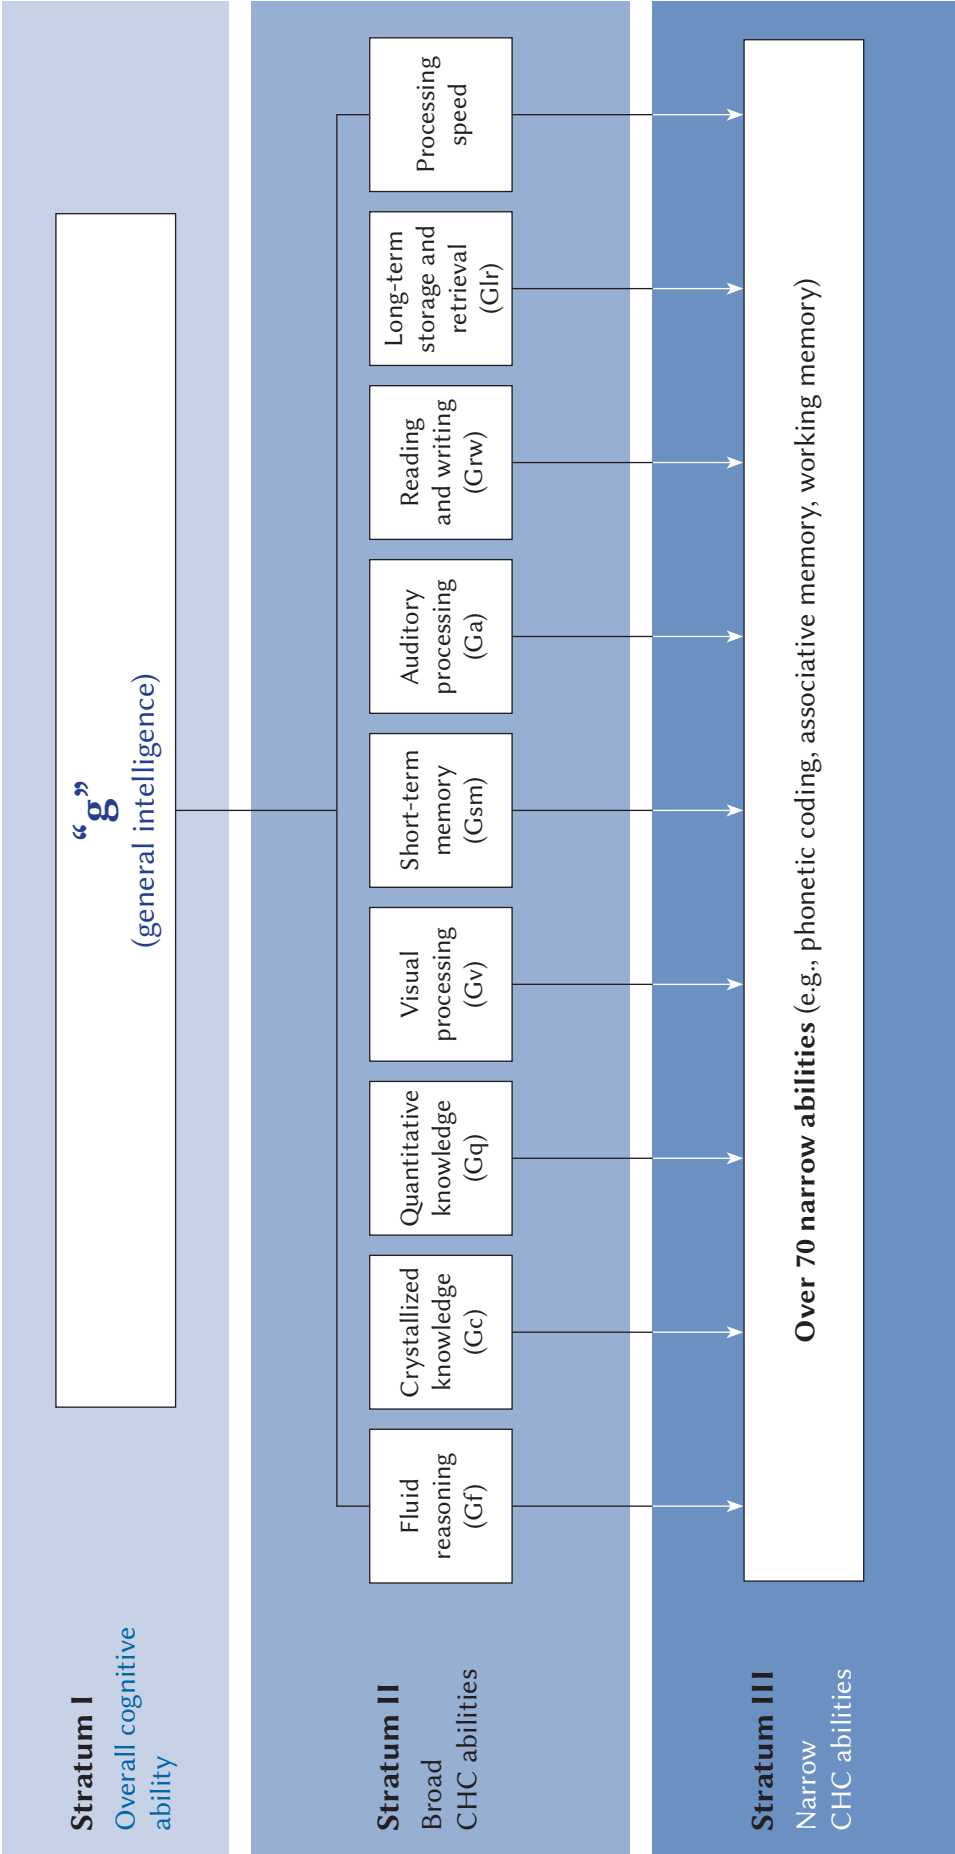 Stratum I
Overall cognitive
ability
“g”
(general intelligence)
Stratum II
Broad
CHC abilities
Fluid
reasoning
(Gf)
Crystallized
knowledge
(Gc)
Quantitative
knowledge
(Gq)
Visual
processing
(Gv)
Short-term
memory
(Gsm)
Auditory
processing
(Ga)
Reading
and writing
(Grw)
Long-term
storage and
retrieval
(Glr)
Processing
speed
Stratum III
Narrow
CHC abilities
Over 70 narrow abilities (e.g., phonetic coding, associative memory, working memory)